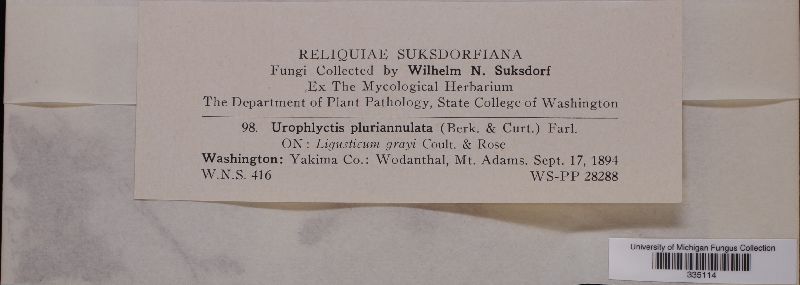 RELIQUIAE SUKSDORFIANA
Fungi Collected by Wilhelm N. Suksdorf
Ex The Mycological Herbarium
The Department of Plant Pathology, State College of Washington
98. Urophlyctis pluriannulata (Berk. & Curt.) Farl.
ON: Ligusticum grayi Coult. & Rose
Washington: Yakima Co.: Wodanthal, Mt. Adams. Sept. 17, 1894
W.N.S. 416 WS-PP 28288
University of Michigan Fungus Collection
335114